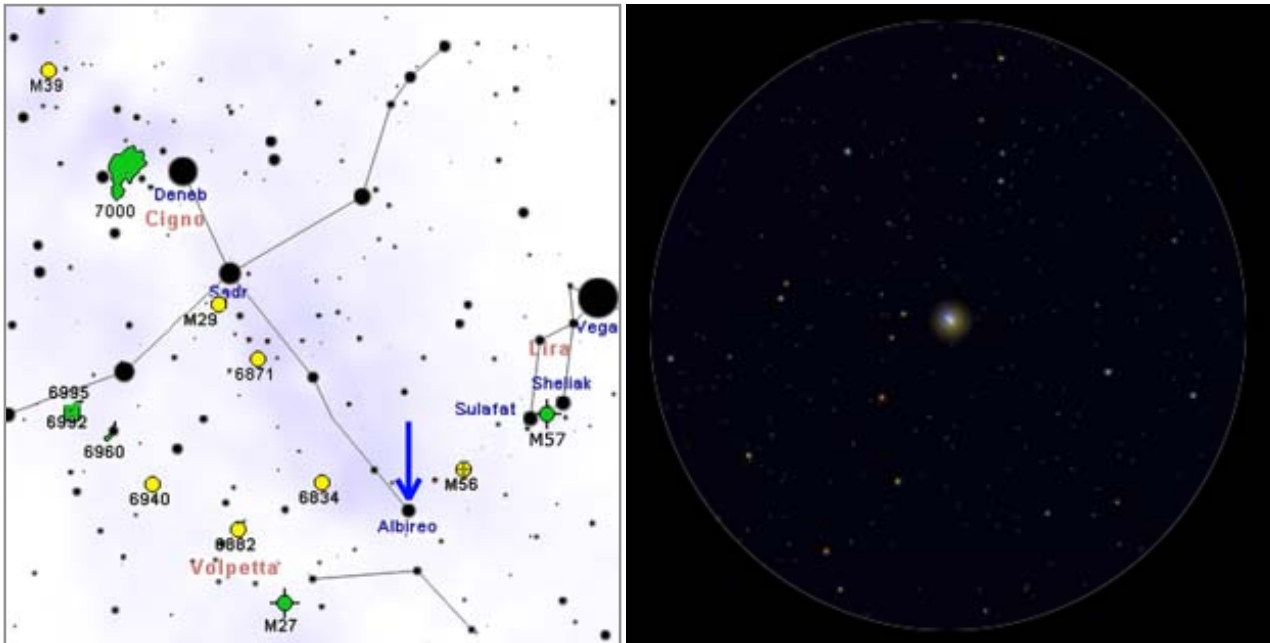 M39
Deneb
7000
Cigno
Sadr
M29
Vega
Lira
6871
Sheliak
6995
Sulafat
6992
M57
6960
M56
6940
6834
Albireo
6882
Volpetta
M27